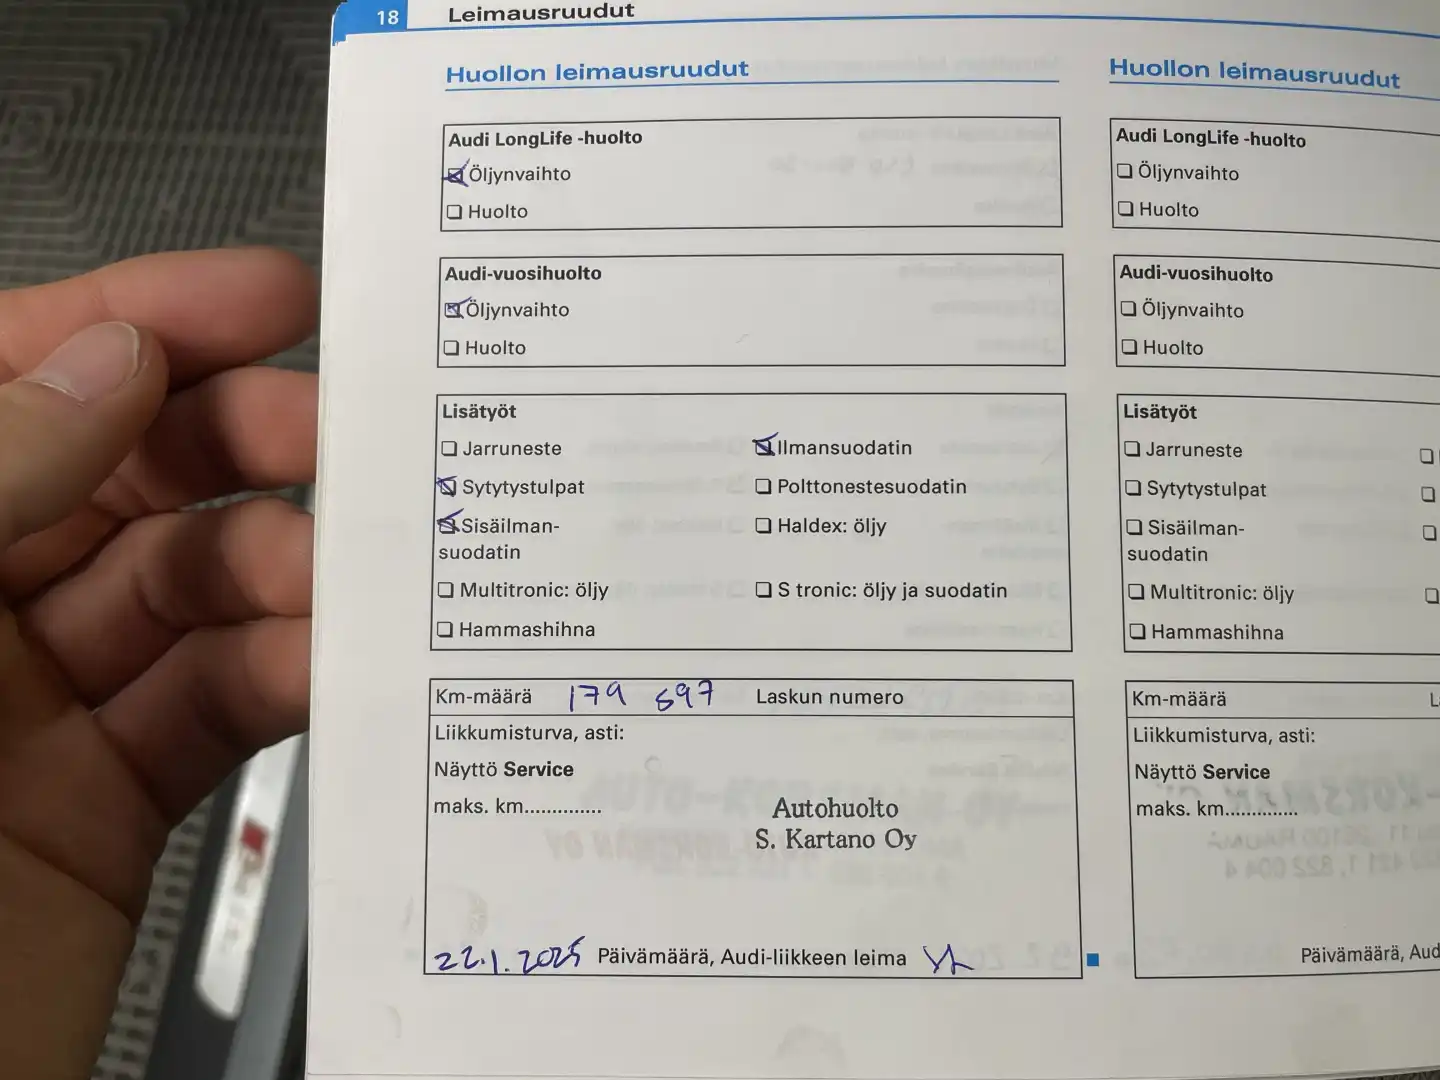 18 Leimausruudut
Huollon leimausruudut
Audi LongLife -huolto
Öljynvaihto
Huolto
Audi-vuosihuolto
Öljynvaihto
Huolto
Lisätyöt
Jarruneste
Ilmansuodatin
Sytytystulpat
Polttonestesuodatin
Sisäilman-
suodatin
Haldex: öljy
Multitronic: öljy
S tronic: öljy ja suodatin
Hammashihna
Km-määrä 179 597 Laskun numero
Liikkumisturva, asti:
Näyttö Service
maks. km..............
Autohuolto
S. Kartano Oy
22.1.2025 Päivämäärä, Audi-liikkeen leima
Huollon leimausruudut
Audi LongLife -huolto
Öljynvaihto
Huolto
Audi-vuosihuolto
Öljynvaihto
Huolto
Lisätyöt
Jarruneste
Sytytystulpat
Sisäilman-
suodatin
Multitronic: öljy
Hammashihna
Km-määrä
Liikkumisturva, asti:
Näyttö Service
maks. km.............
Päivämäärä, Aud